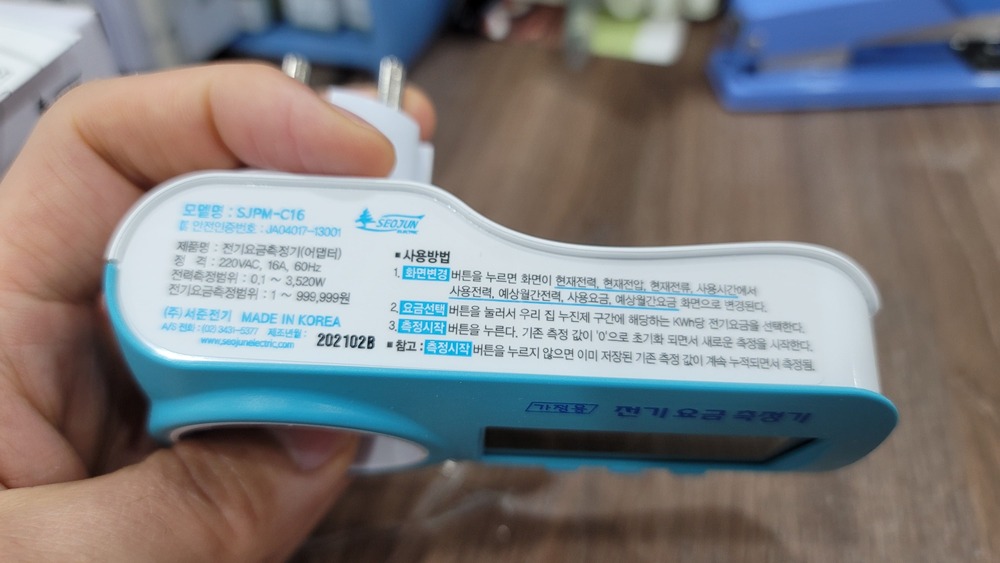 모델명 : SJPM-C16
안전인증번호 : JA04017-13001
제품명 : 전기요금측정기(어댑터)
정 격 : 220VAC, 16A, 60Hz
전력측정범위 : 0,1 ~ 3,520W
전기요금측정범위 : 1 ~ 999,999원
(주)서준전기 MADE IN KOREA
A/S 전화 : (02) 3431-5377 제조년월 :
www.seojunelectric.com
202102B
SEOJUN
ELECTRIC
■ 사용방법
1. 화면변경 버튼을 누르면 화면이 현재전력, 현재전압, 현재전류, 사용시간에서
사용전력, 예상월간전력, 사용요금, 예상월간요금 화면으로 변경된다.
2. 요금선택 버튼을 눌러서 우리 집 누진제 구간에 해당하는 KWh당 전기요금을 선택한다.
3. 측정시작 버튼을 누른다. 기존 측정 값이 '0'으로 초기화 되면서 새로운 측정을 시작한다.
■ 참고 : 측정시작 버튼을 누르지 않으면 이미 저장된 기존 측정 값이 계속 누적되면서 측정됨.
가정용 전기요금측정기